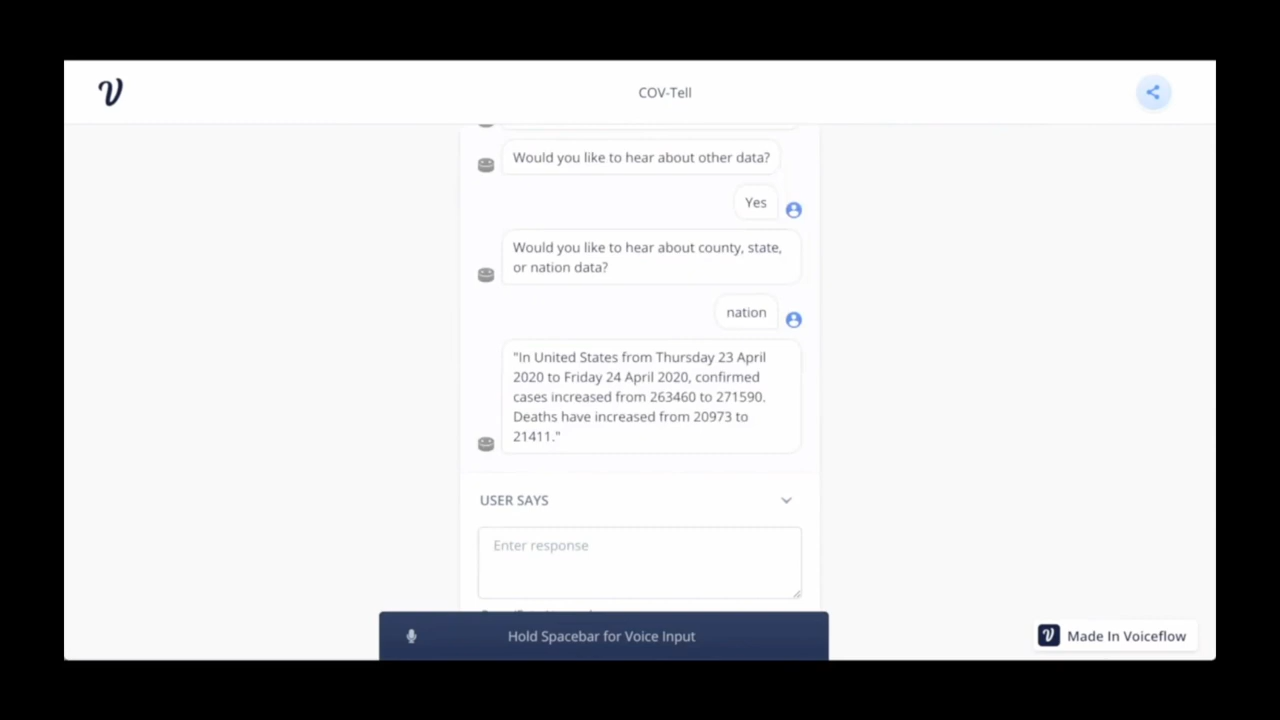 COV-Tell
Would you like to hear about other data?
Yes
Would you like to hear about county, state,
or nation data?
nation
"In United States from Thursday 23 April
2020 to Friday 24 April 2020, confirmed
cases increased from 263460 to 271590.
Deaths have increased from 20973 to
21411."
USER SAYS
Enter response
Hold Spacebar for Voice Input
Made In Voiceflow